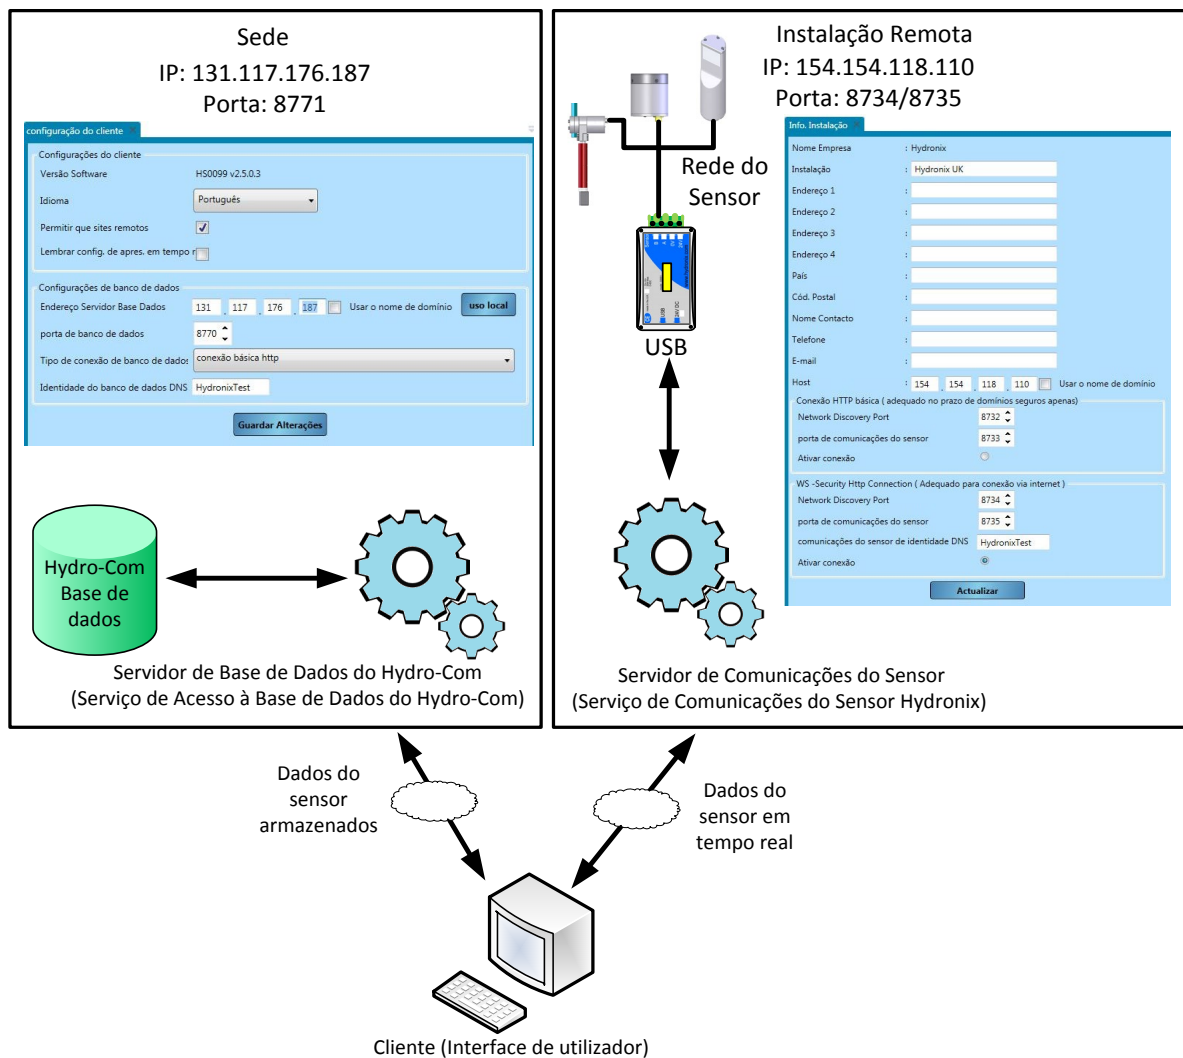 Sede
IP: 131.117.176.187
Porta: 8771
configuração do cliente
Configurações do cliente
Versão Software HS0099 v2.5.0.3
Idioma Português
Permitir que sites remotos
Lembrar config. de apres. em tempo r
Configurações de banco de dados
Endereço Servidor Base Dados 131 . 117 . 176 . 187 Usar o nome de domínio uso local
porta de banco de dados 8770
Tipo de conexão de banco de dados conexão básica http
Identidade do banco de dados DNS HydronixTest
Guardar Alterações
Hydro-Com
Base de
dados
Servidor de Base de Dados do Hydro-Com
(Serviço de Acesso à Base de Dados do Hydro-Com)
Instalação Remota
IP: 154.154.118.110
Porta: 8734/8735
Rede do
Sensor
USB
24V DC
USB
Info. Instalação
Nome Empresa : Hydronix
Instalação : Hydronix UK
Endereço 1 :
Endereço 2 :
Endereço 3 :
Endereço 4 :
País :
Cód. Postal :
Nome Contacto :
Telefone :
E-mail :
Host : 154 . 154 . 118 . 110 Usar o nome de domínio
Conexão HTTP básica ( adequado no prazo de domínios seguros apenas)
Network Discovery Port 8732
porta de comunicações do sensor 8733
Ativar conexão
WS -Security Http Connection ( Adequado para conexão via internet )
Network Discovery Port 8734
porta de comunicações do sensor 8735
comunicações do sensor de identidade DNS HydronixTest
Ativar conexão
Actualizar
Servidor de Comunicações do Sensor
(Serviço de Comunicações do Sensor Hydronix)
Dados do
sensor
armazenados
Dados do
sensor em
tempo real
Cliente (Interface de utilizador)